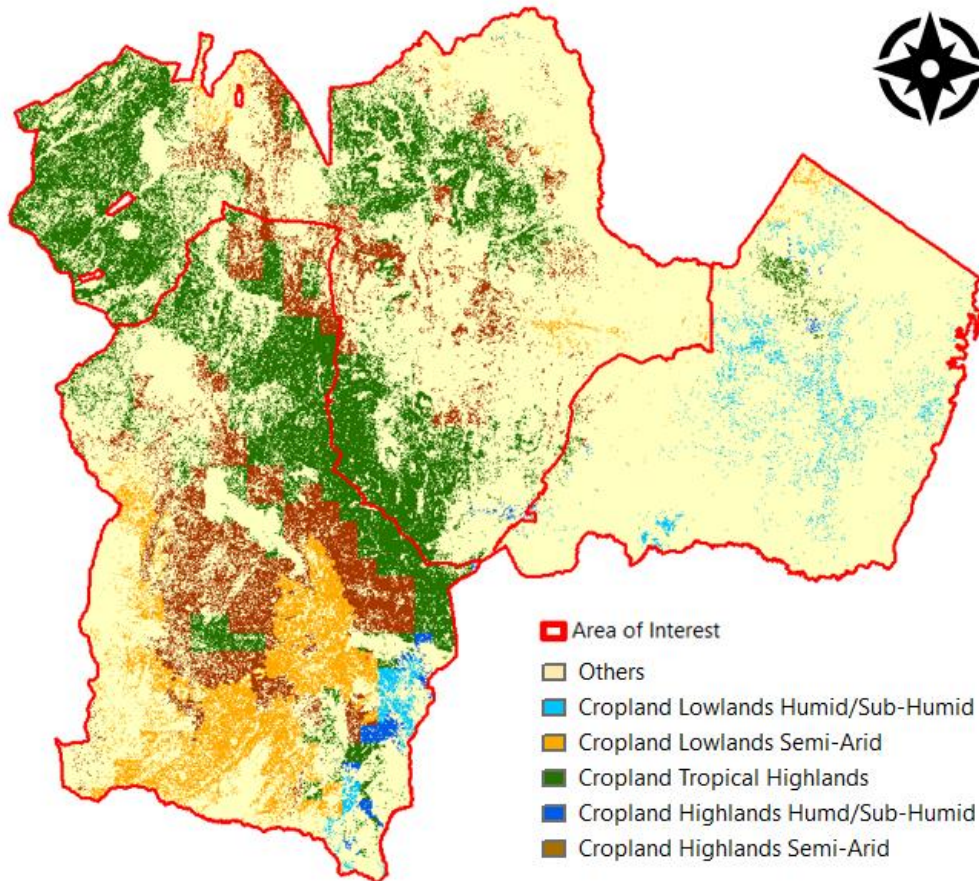 Area of Interest
Others
Cropland Lowlands Humid/Sub-Humid
Cropland Lowlands Semi-Arid
Cropland Tropical Highlands
Cropland Highlands Humd/Sub-Humid
Cropland Highlands Semi-Arid